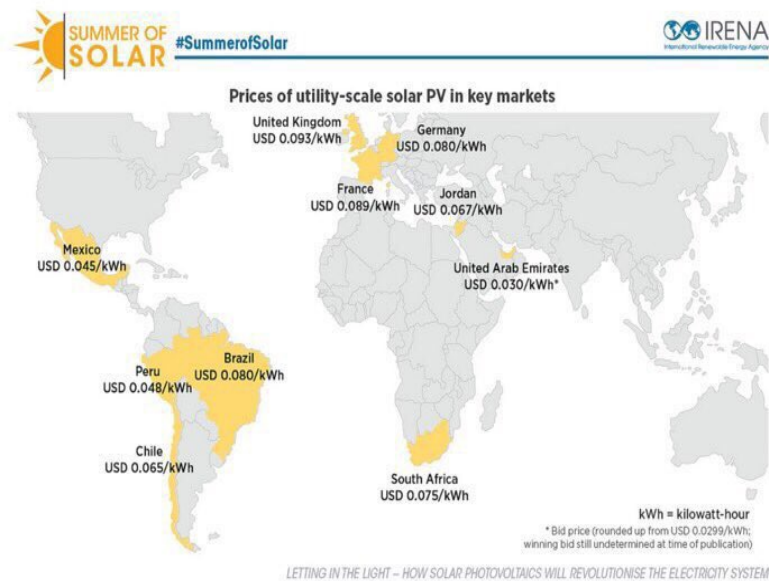 SUMMER OF
SOLAR
#SummerofSolar
IRENA
International Renewable Energy Agency
Prices of utility-scale solar PV in key markets
United Kingdom
USD 0.093/kWh
Germany
USD 0.080/kWh
France
USD 0.089/kWh
Jordan
USD 0.067/kWh
Mexico
USD 0.045/kWh
United Arab Emirates
USD 0.030/kWh*
Brazil
USD 0.080/kWh
Peru
USD 0.048/kWh
Chile
USD 0.065/kWh
South Africa
USD 0.075/kWh
kWh = kilowatt-hour
* Bid price (rounded up from USD 0.0299/kWh;
winning bid still undetermined at time of publication)
LETTING IN THE LIGHT – HOW SOLAR PHOTOVOLTAICS WILL REVOLUTIONISE THE ELECTRICITY SYSTEM